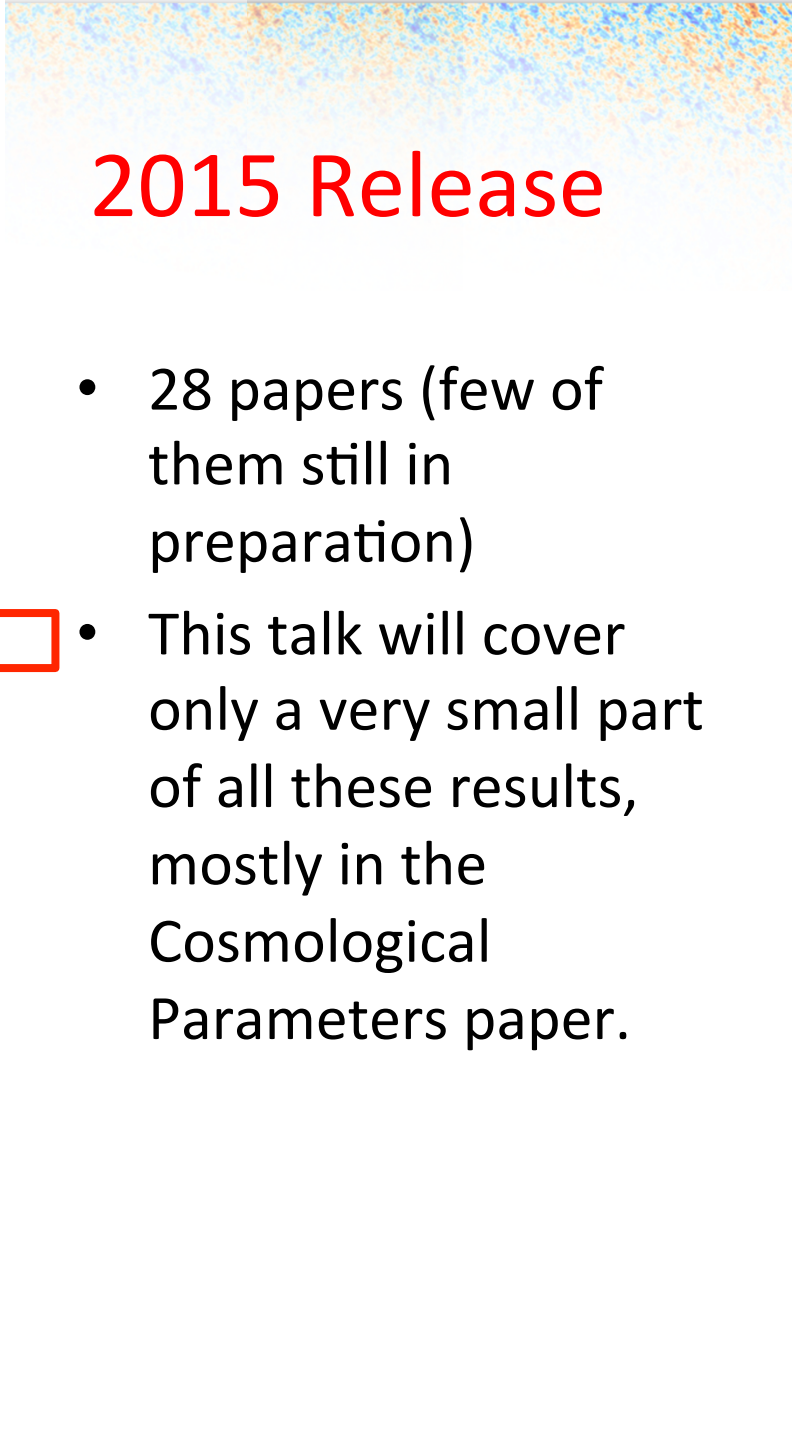 2015 Release
• 28 papers (few of
them still in
preparation)
• This talk will cover
only a very small part
of all these results,
mostly in the
Cosmological
Parameters paper.